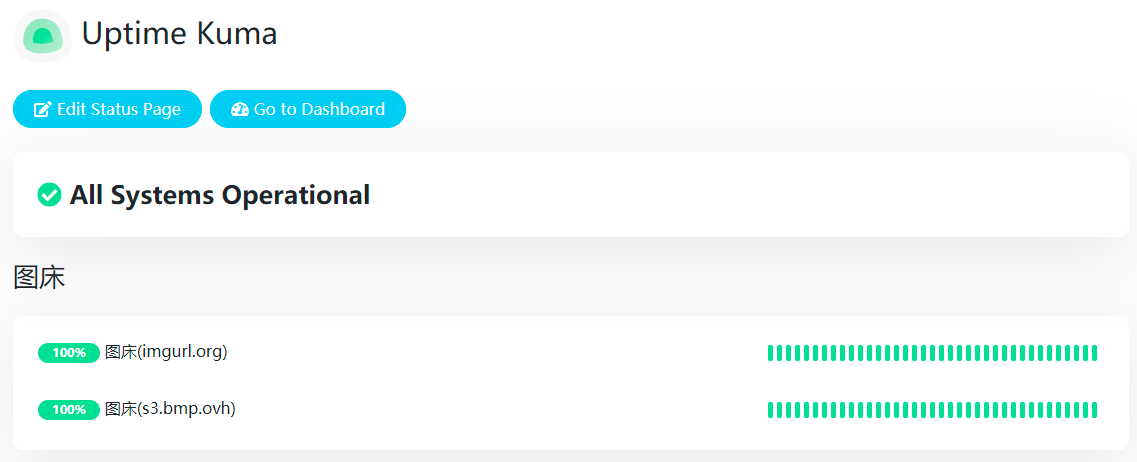 Uptime Kuma
Edit Status Page Go to Dashboard
All Systems Operational
图床
100% 图床(imgurl.org)
100% 图床(s3.bmp.ovh)